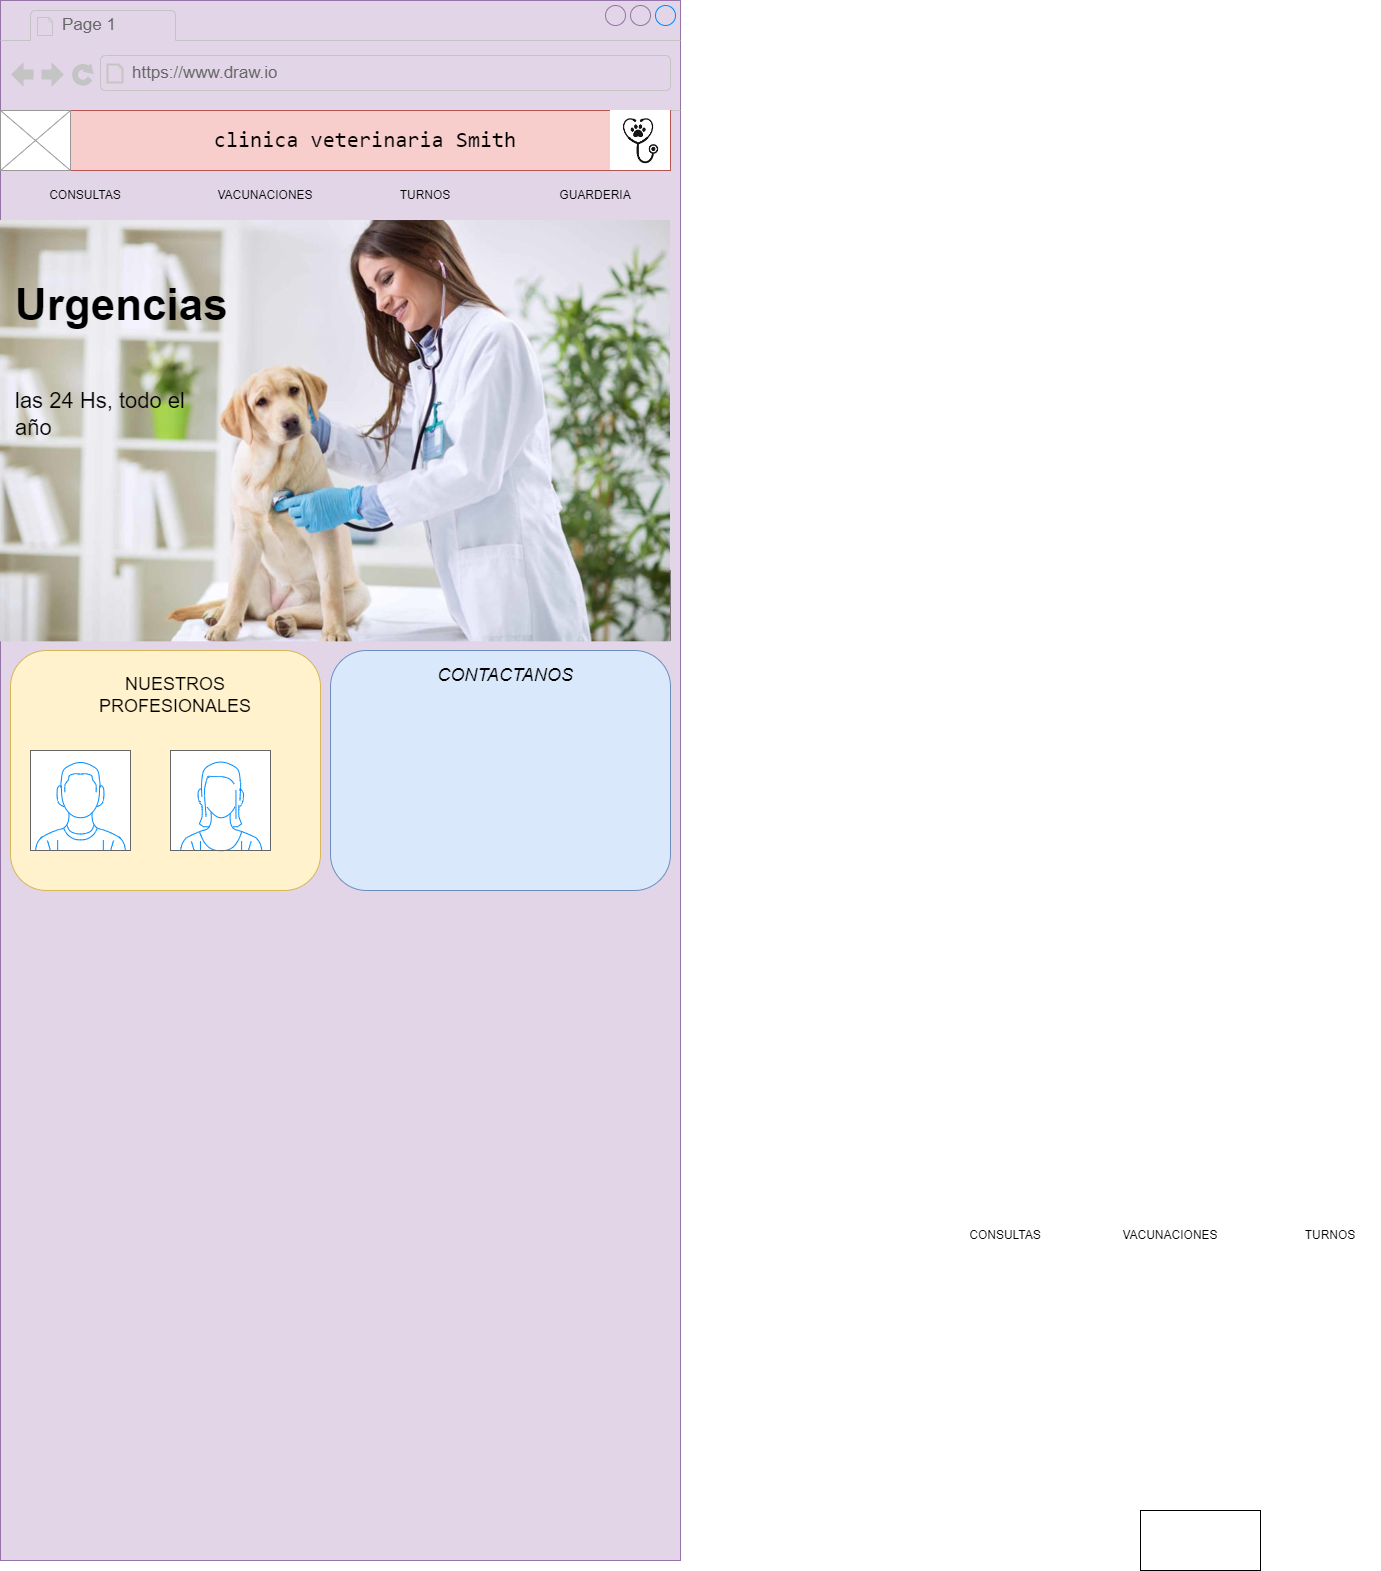 Page 1
https://www.draw.io
clinica veterinaria Smith
CONSULTAS
VACUNACIONES
TURNOS
GUARDERIA
Urgencias
las 24 Hs, todo el
año
NUESTROS
PROFESIONALES
CONTACTANOS
CONSULTAS
VACUNACIONES
TURNOS